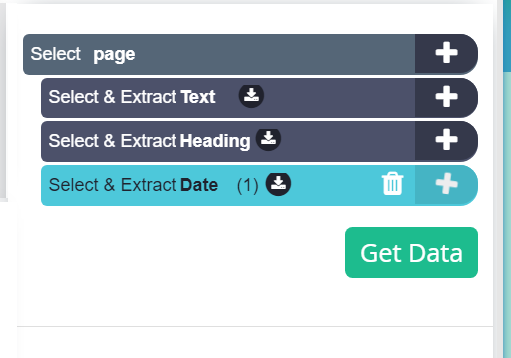 Select page
Select & Extract Text
Select & Extract Heading
Select & Extract Date (1)
Get Data